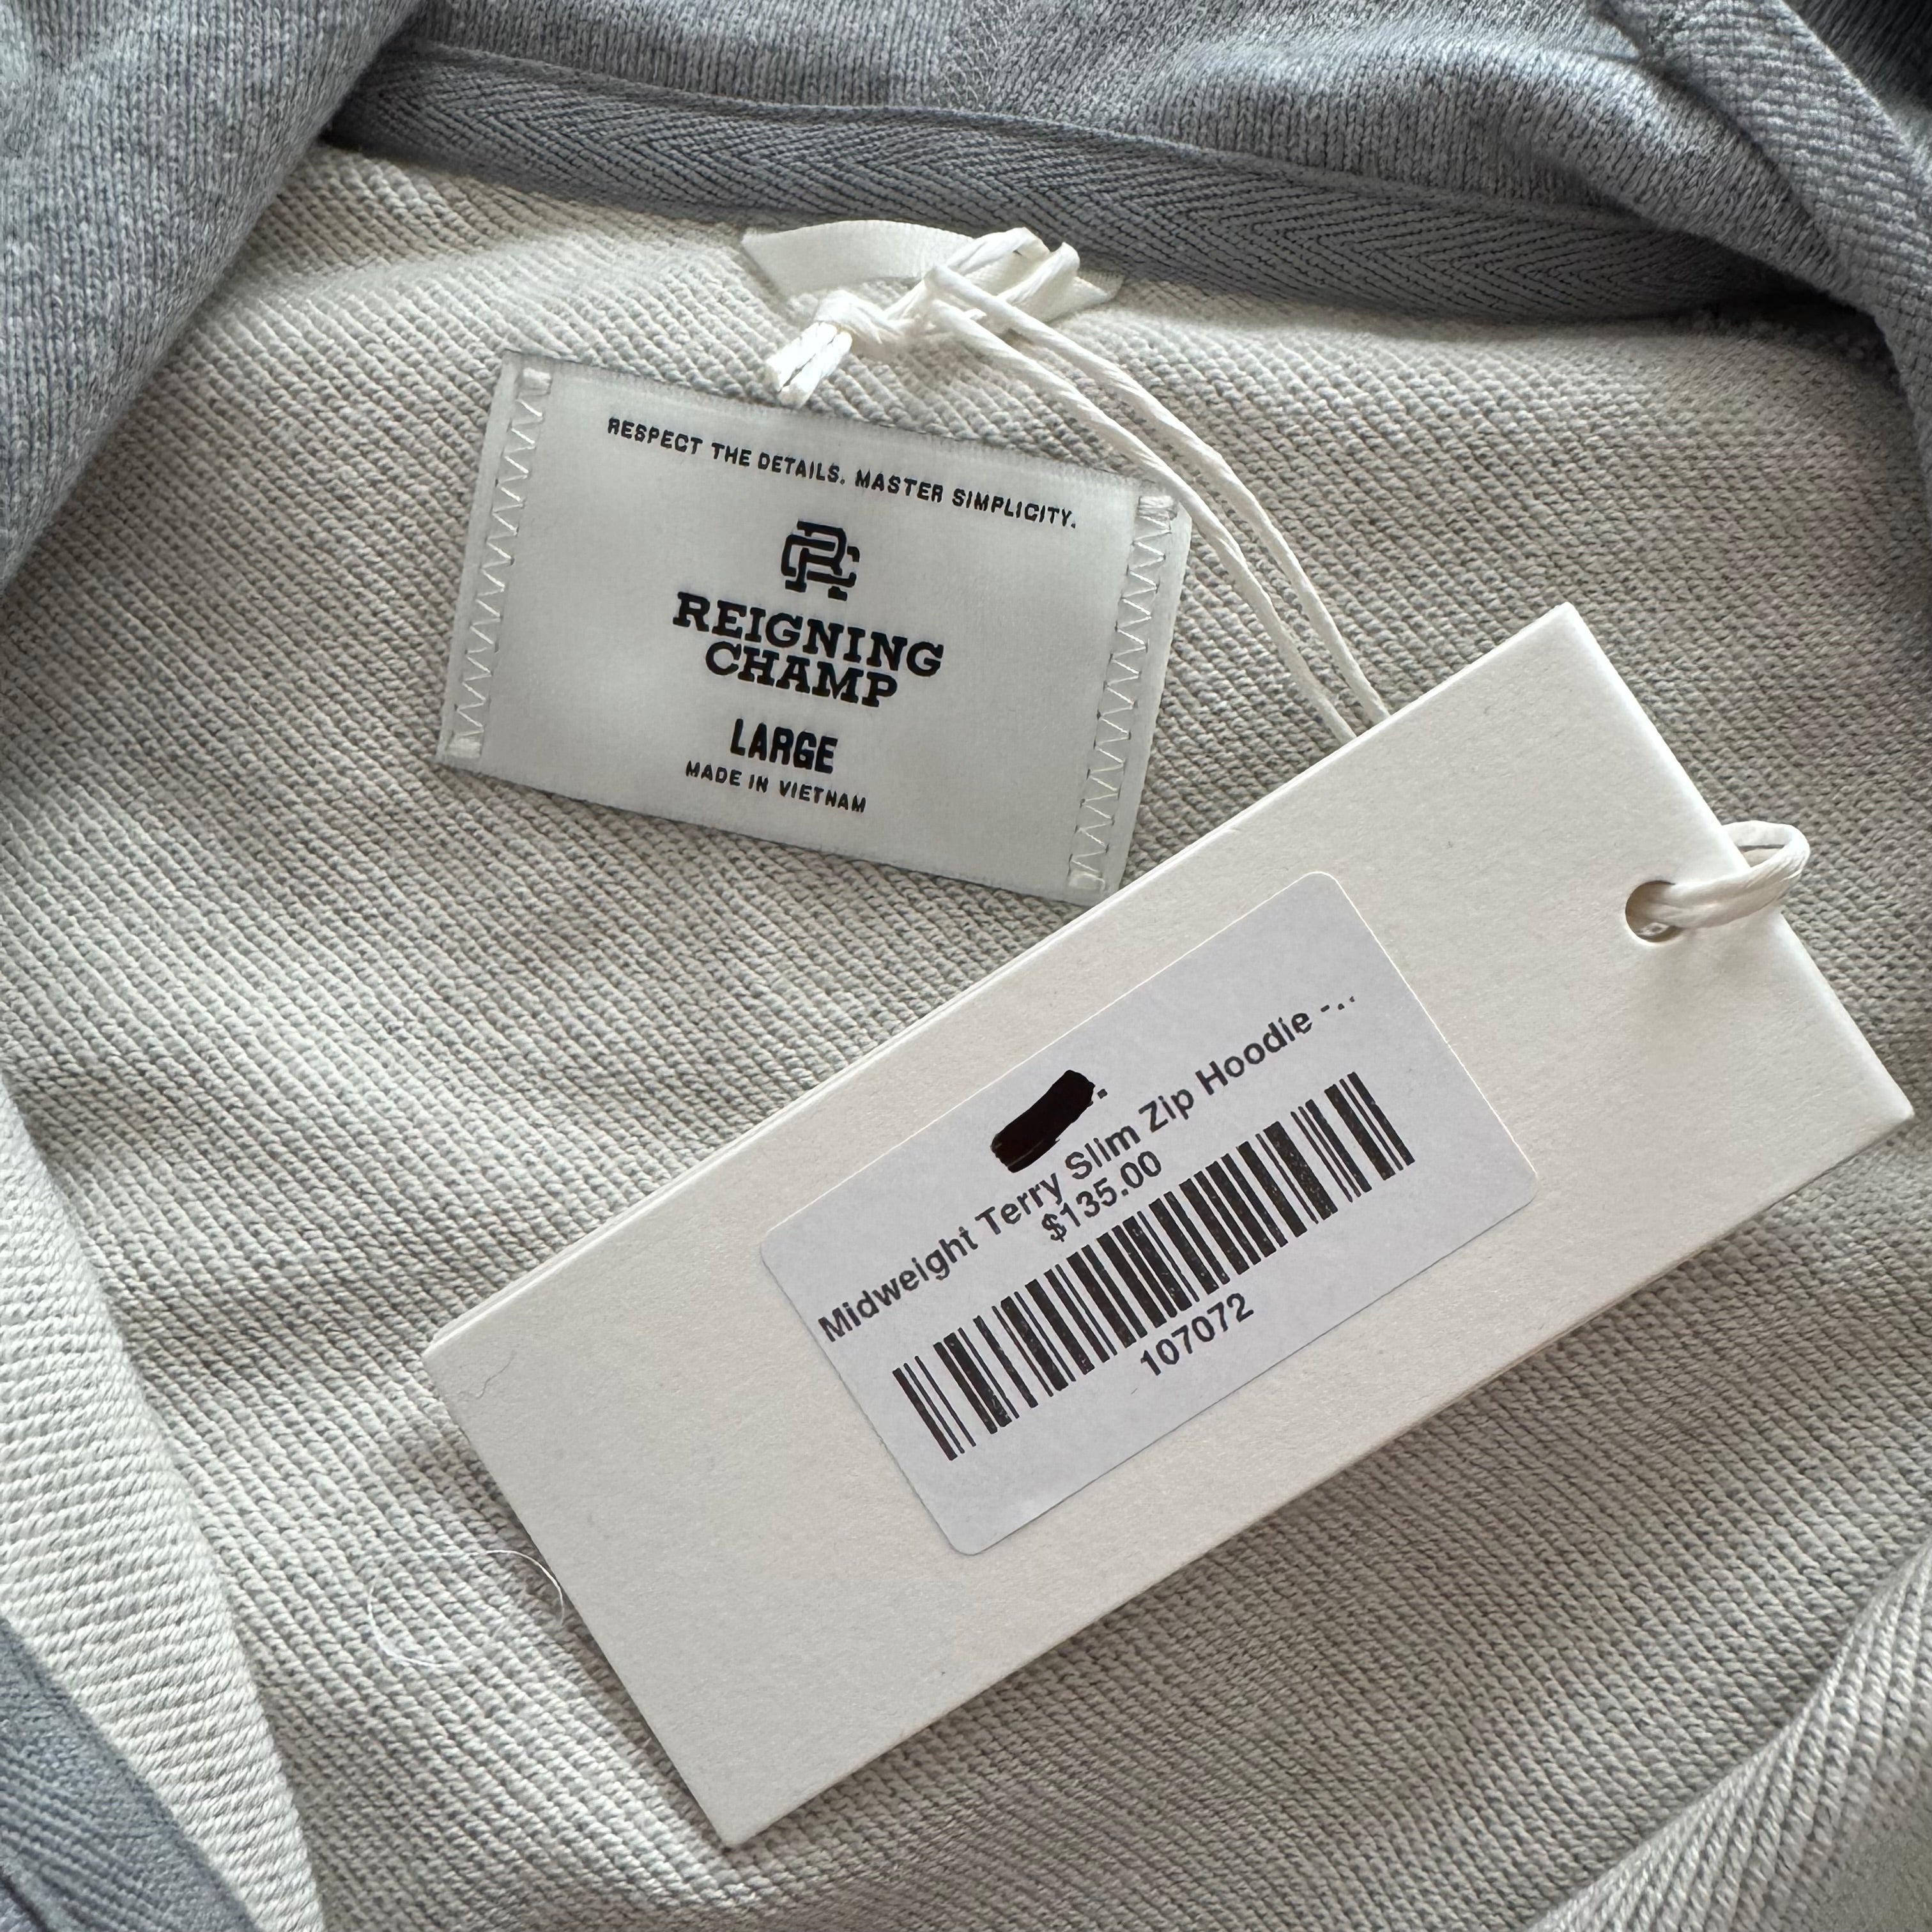 RESPECT THE DETAILS. MASTER SIMPLICITY.
RC
REIGNING
CHAMP
LARGE
MADE IN VIETNAM
Midweight Terry Slim Zip Hoodie -...
$135.00
107072